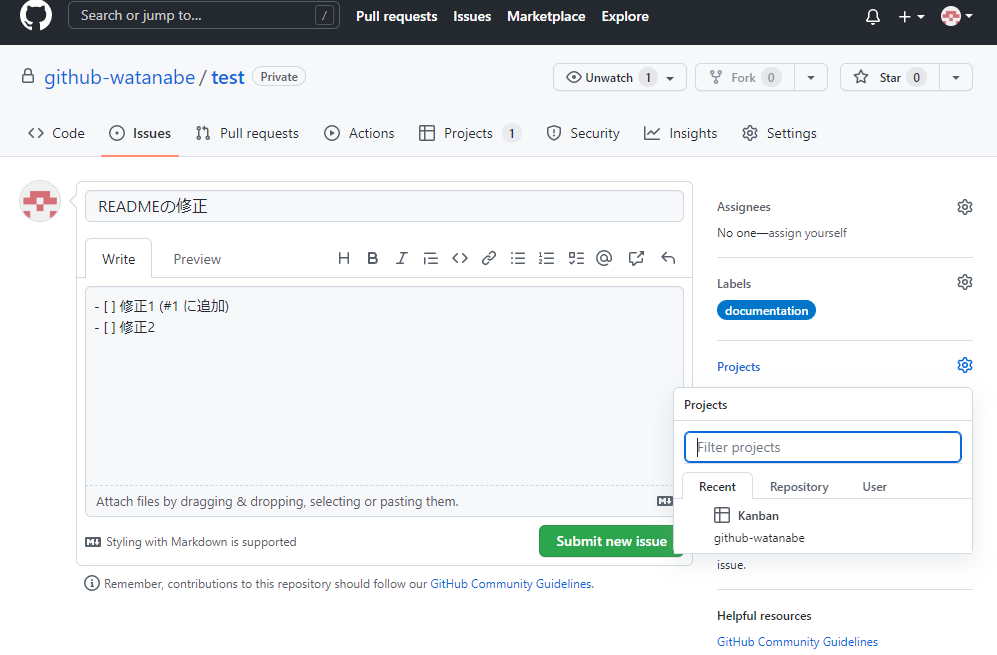 Search or jump to... /
Pull requests Issues Marketplace Explore
github-watanabe / test Private
Unwatch 1 Fork 0 Star 0
Code Issues Pull requests Actions Projects 1 Security Insights Settings
READMEの修正
Write Preview
- [ ] 修正1 (#1 に追加)
- [ ] 修正2
Attach files by dragging & dropping, selecting or pasting them.
Styling with Markdown is supported
Submit new issue
Remember, contributions to this repository should follow our GitHub Community Guidelines.
Assignees
No one—assign yourself
Labels
documentation
Projects
Projects
Filter projects
Recent Repository User
Kanban
github-watanabe
issue.
Helpful resources
GitHub Community Guidelines